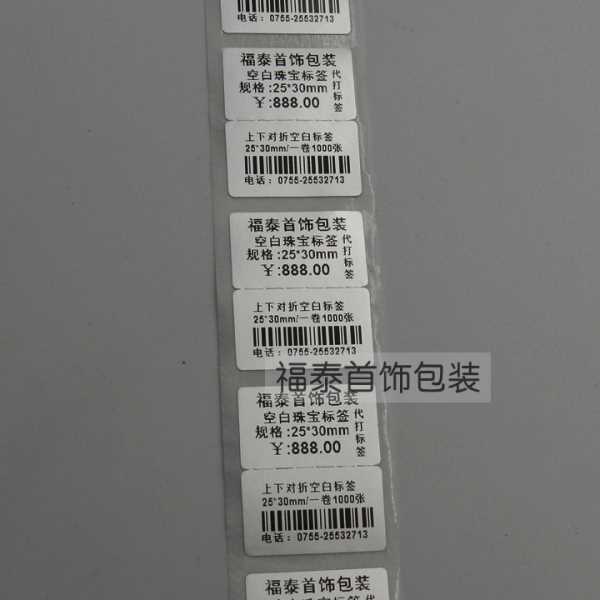 电话：0755-25532713
福泰首饰包装
空白珠宝标签
规格:25*30mm
￥:888.00
代打标签
上下对折空白标签
25*30mm/一卷1000张
电话：0755-25532713
福泰首饰包装
空白珠宝标签
规格:25*30mm
￥:888.00
代打标签
上下对折空白标签
25*30mm/一卷1000张
电话：0755-25532713
福泰首饰包装
福泰首饰包装
空白珠宝标签
规格:25*30mm
￥:888.00
代打标签
上下对折空白标签
25*30mm/一卷1000张
电话：0755-25532713
福泰首饰包装